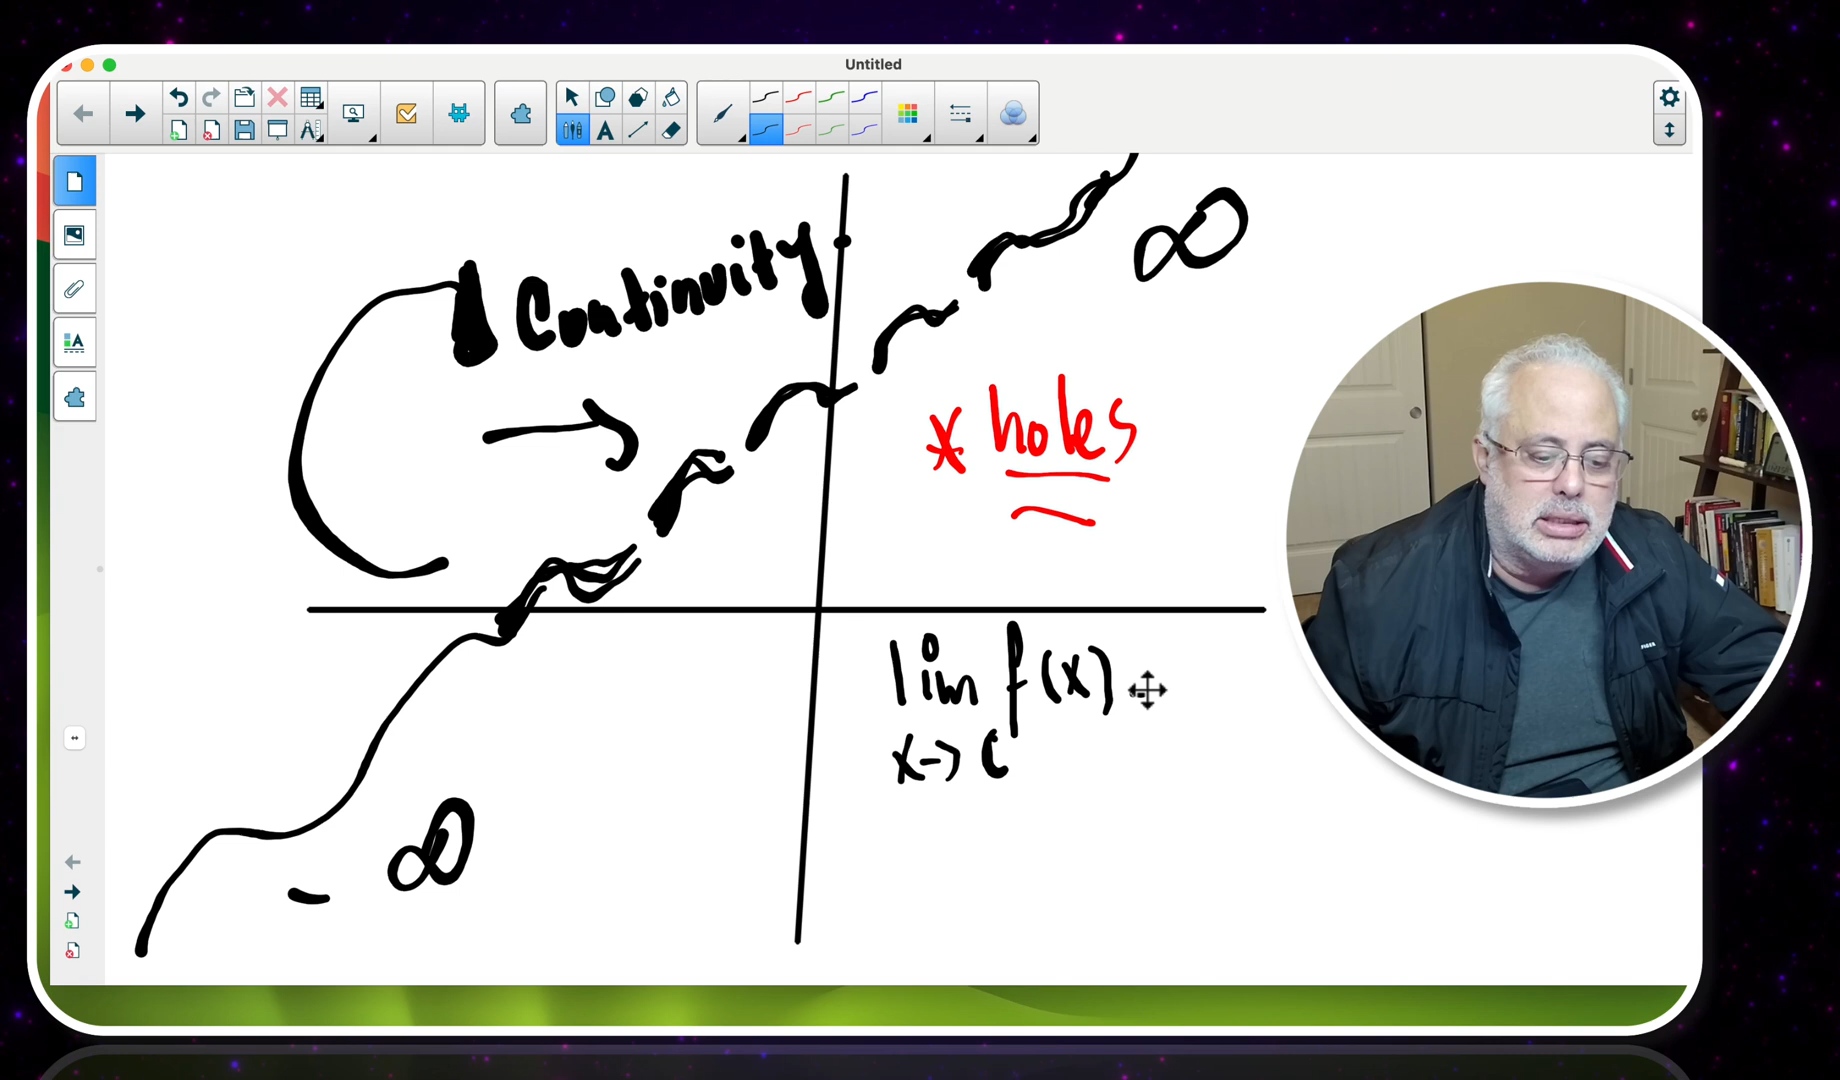 Untitled
Continuity
∞
* holes
lim f(x)
x→c
- ∞